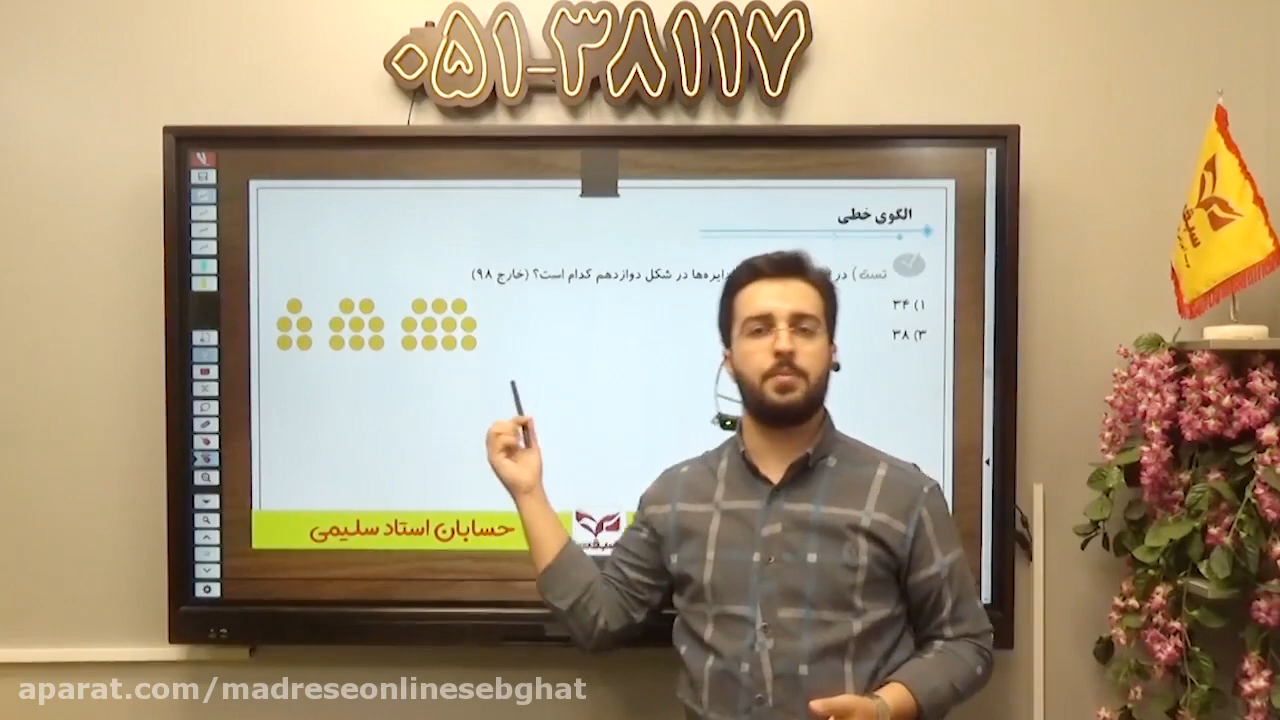 ۰۵۱-۳۸۱۱۷
الگوی خطی
تست) در دایره‌ها در شکل دوازدهم کدام است؟ (خارج ۹۸)
۱) ۳۴
۳) ۳۸
حسابان استاد سلیمی
aparat.com/madreseonlinesebghat